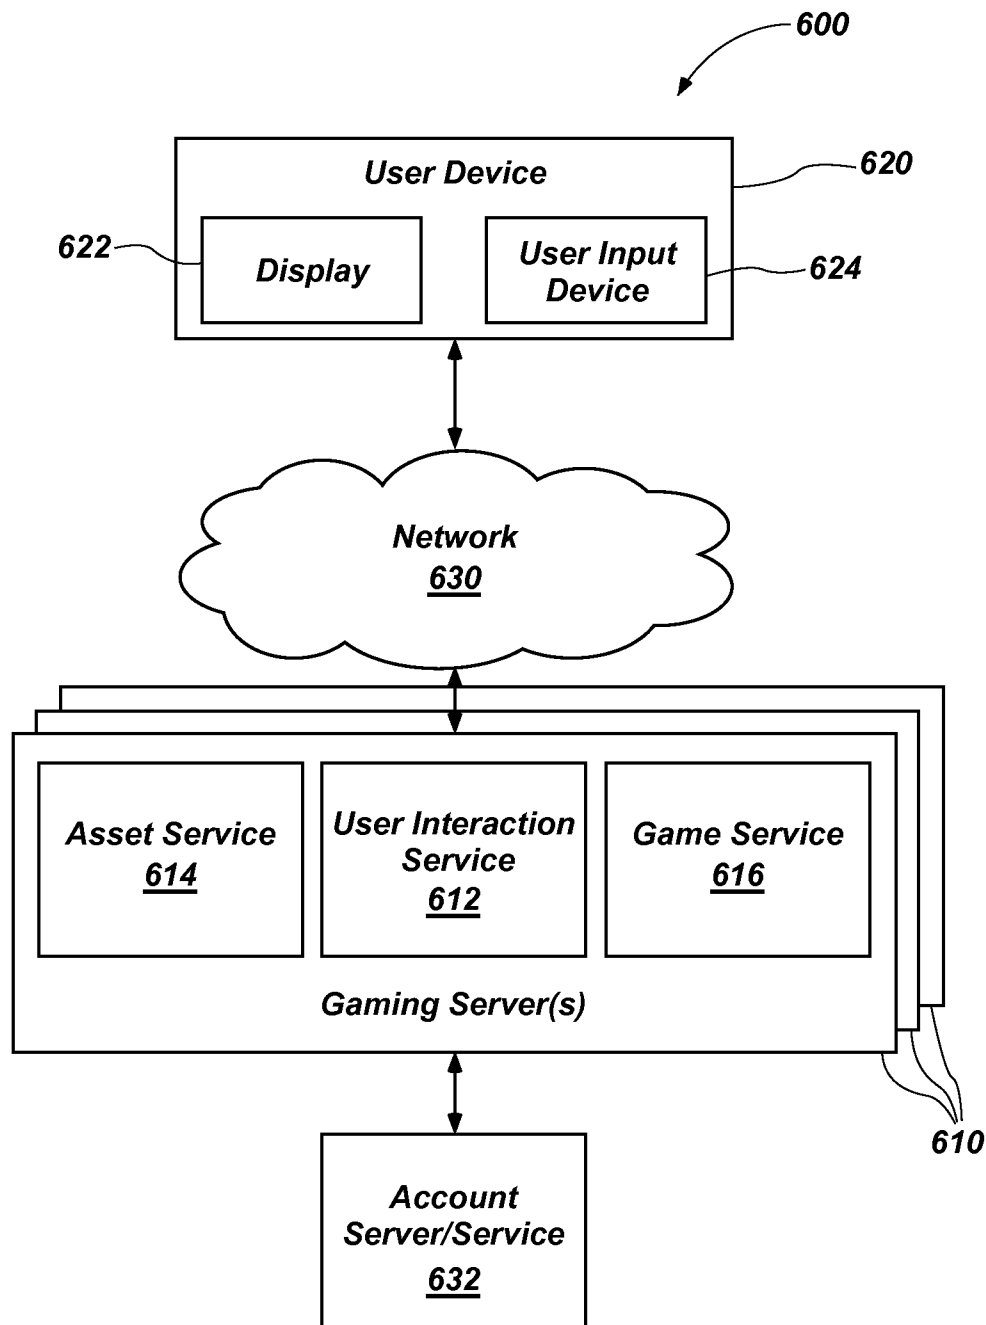 600
User Device
620
622
Display
User Input
Device
624
Network
630
Asset Service
614
User Interaction
Service
612
Game Service
616
Gaming Server(s)
610
Account
Server/Service
632